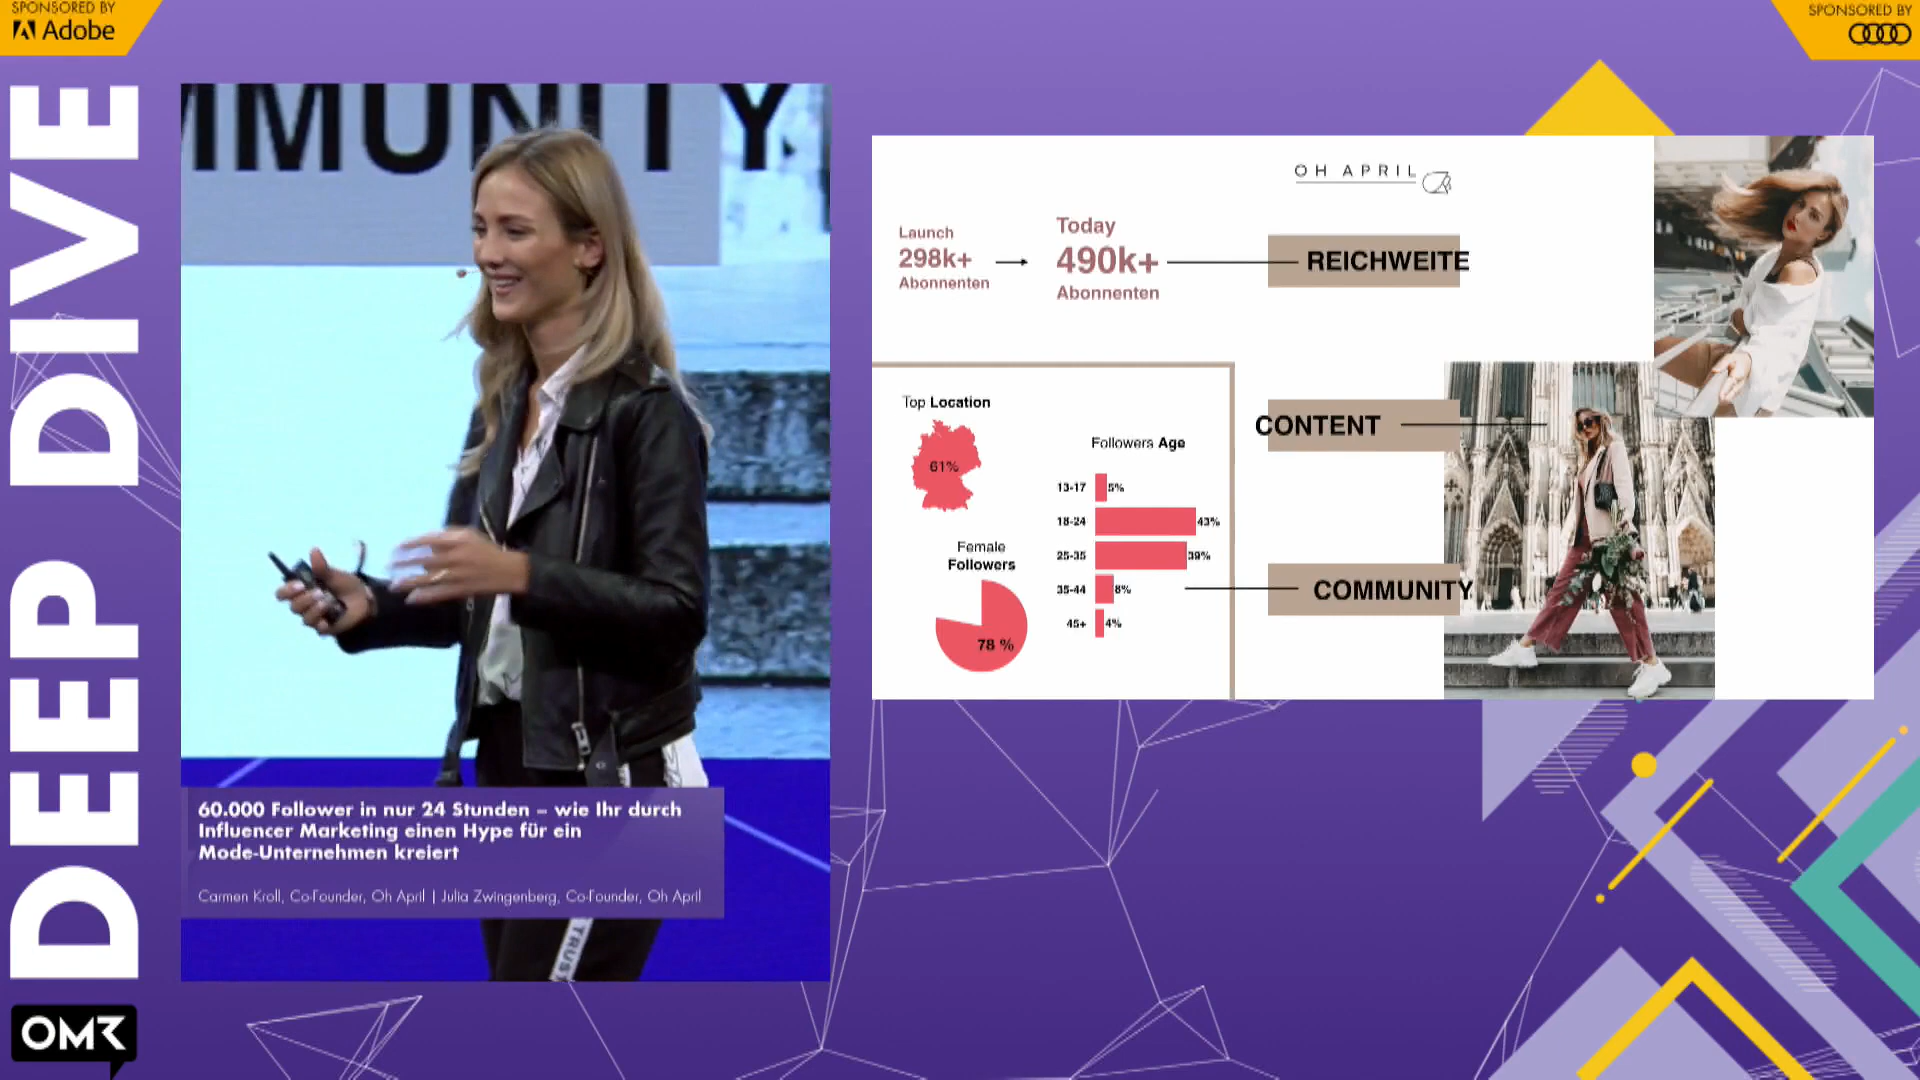 SPONSORED BY
Adobe
SPONSORED BY
DEEP DIVE
OMR
MMUNITY
60.000 Follower in nur 24 Stunden – wie Ihr durch
Influencer Marketing einen Hype für ein
Mode-Unternehmen kreiert
Carmen Kroll, Co-Founder, Oh April | Julia Zwingenberg, Co-Founder, Oh April
TRUST
OH APRIL
Launch
298k+
Abonnenten
Today
490k+
Abonnenten
REICHWEITE
CONTENT
COMMUNITY
Top Location
61%
Female
Followers
78 %
Followers Age
13-17 5%
18-24 43%
25-35 39%
35-44 8%
45+ 4%